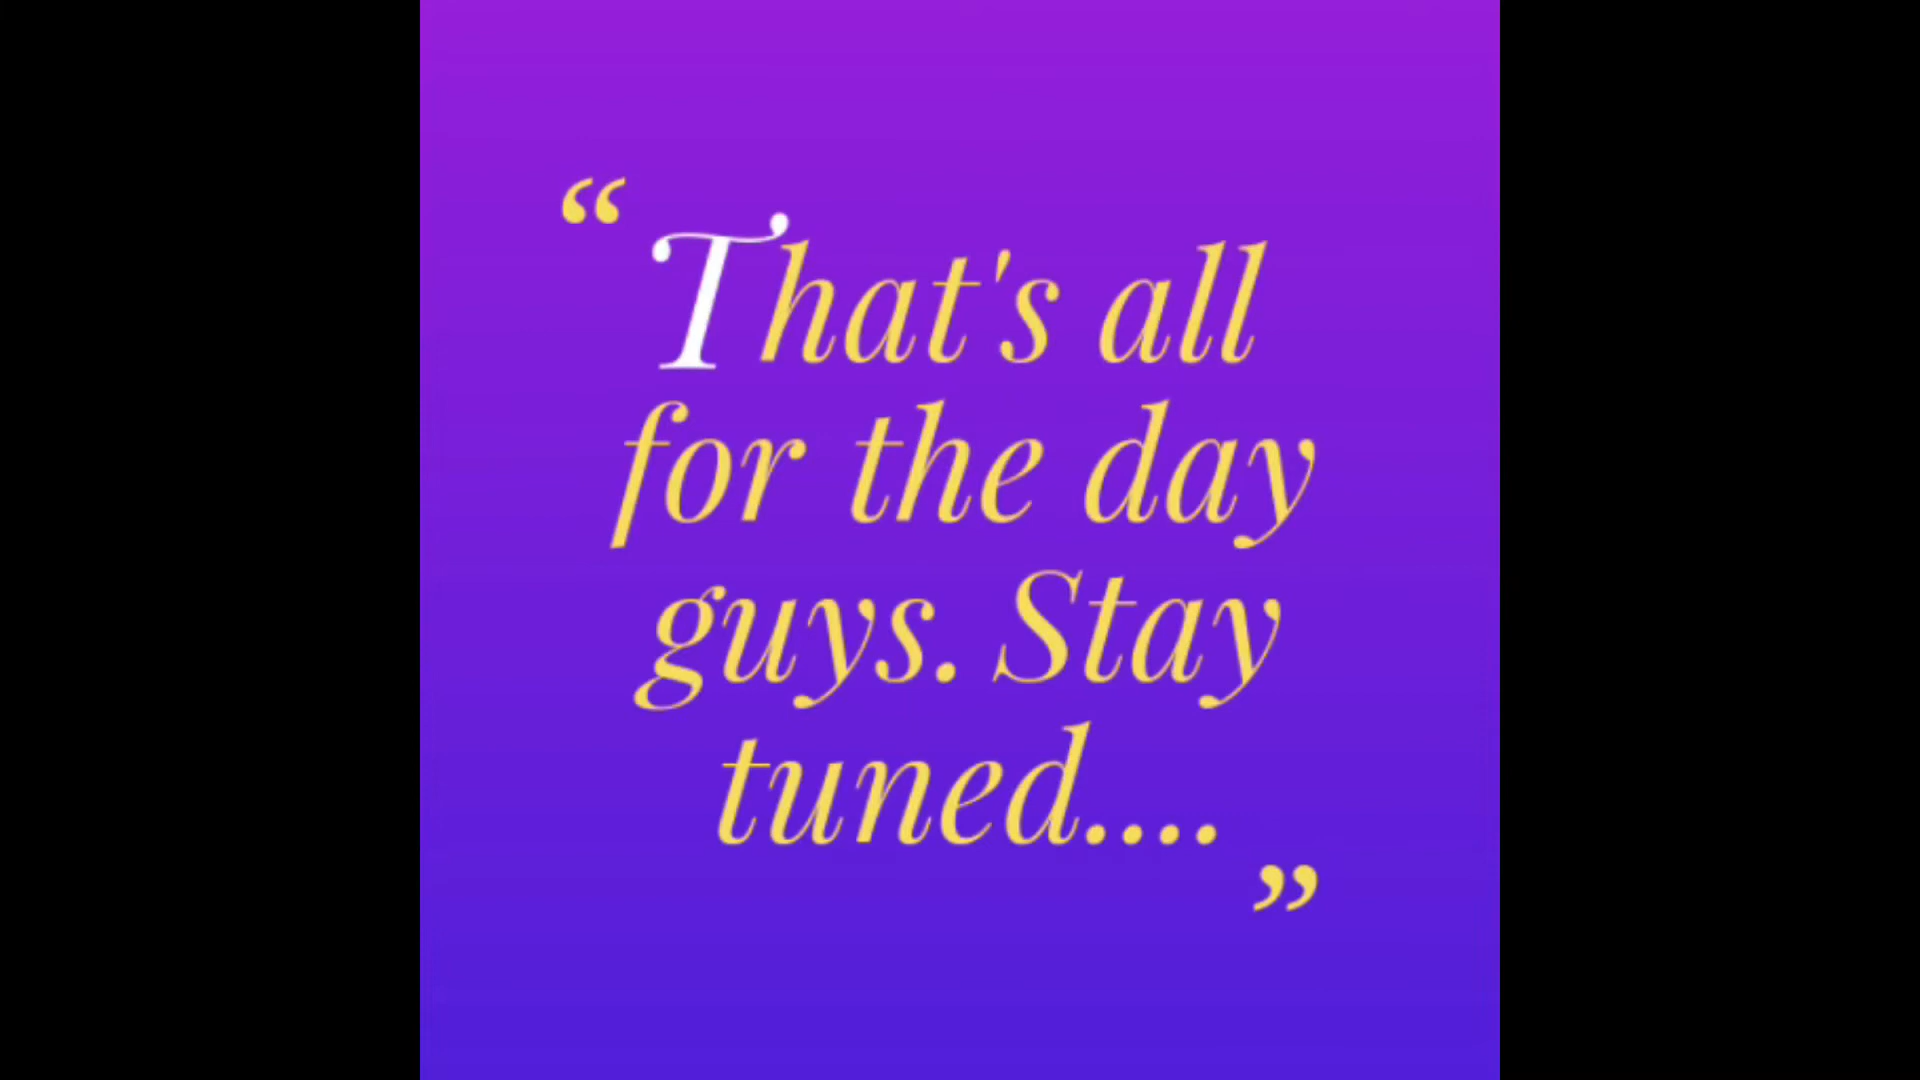 “That's all
for the day
guys. Stay
tuned....”